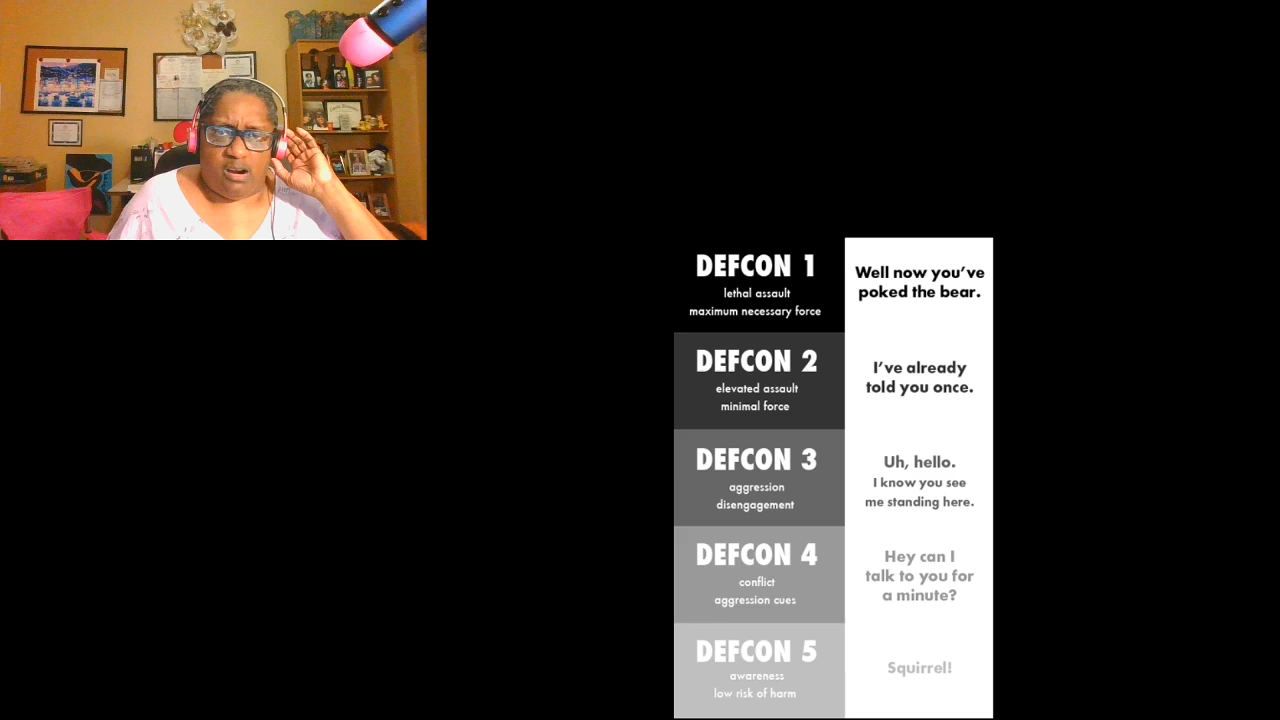 DEFCON 1
lethal assault
maximum necessary force
Well now you've
poked the bear.
DEFCON 2
elevated assault
minimal force
I've already
told you once.
DEFCON 3
aggression
disengagement
Uh, hello.
I know you see
me standing here.
DEFCON 4
conflict
aggression cues
Hey can I
talk to you for
a minute?
DEFCON 5
awareness
low risk of harm
Squirrel!